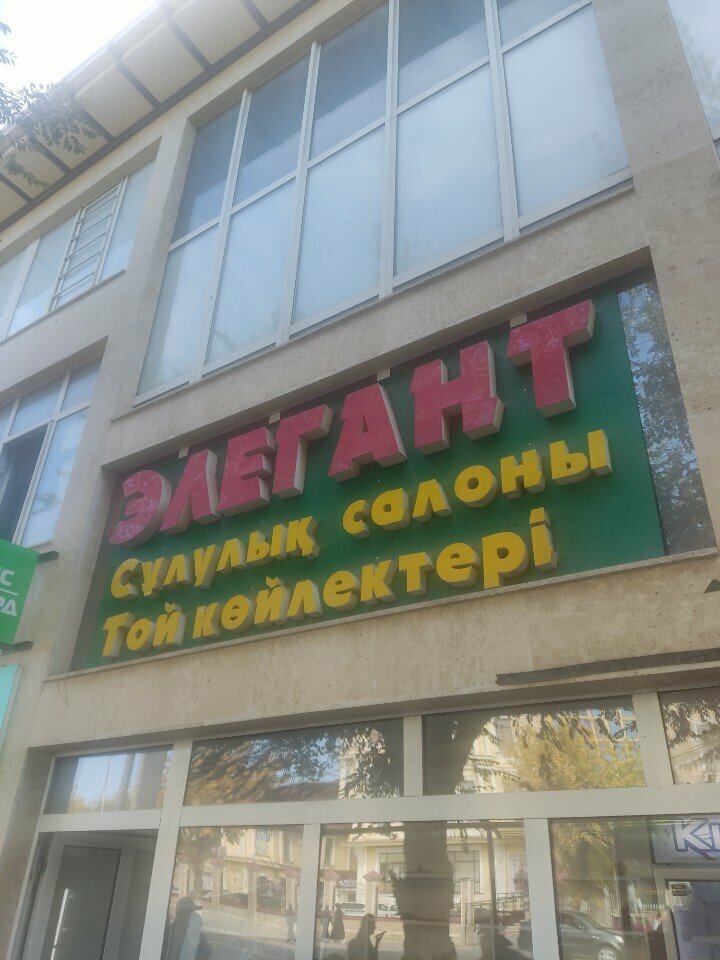 ЭЛЕГАНТ
Сұлулық салоны
Той көйлектері